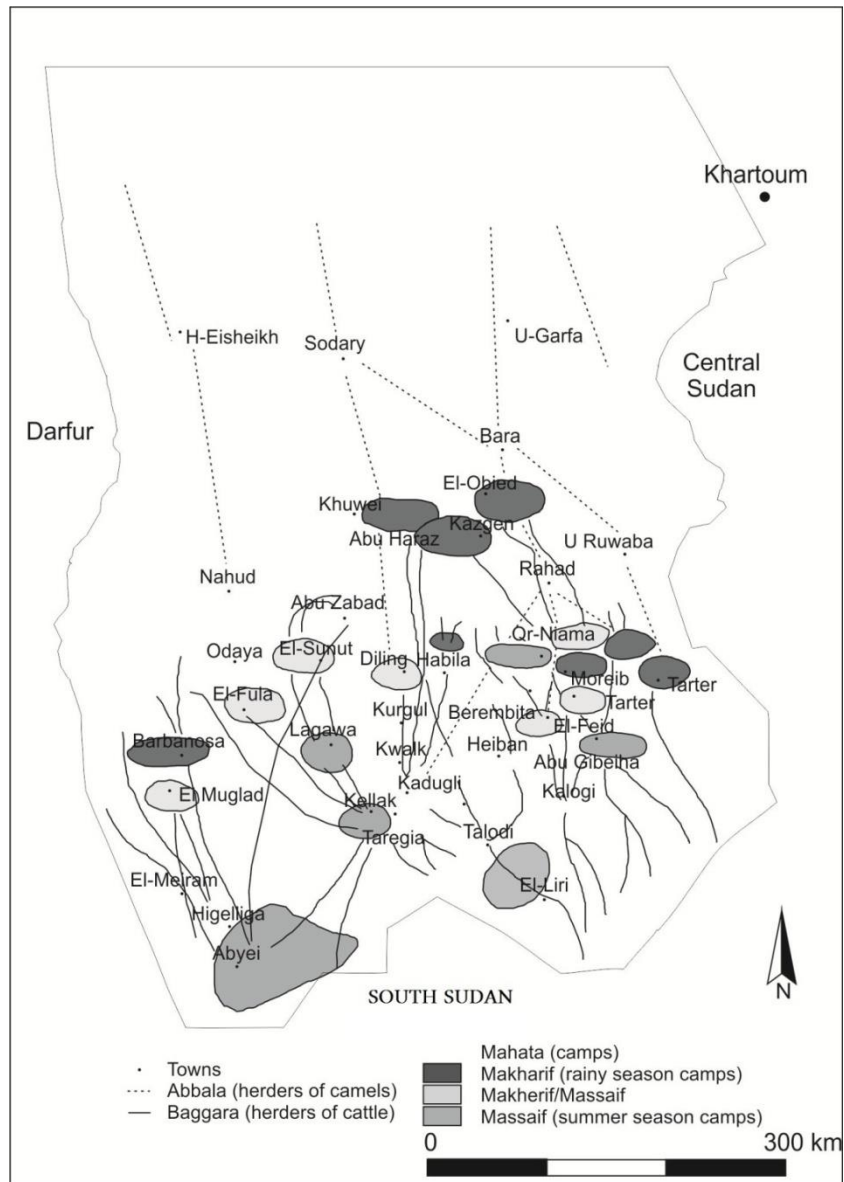 Khartoum
H-Eisheikh
U-Garfa
Sodary
Central
Sudan
Darfur
Bara
El-Obied
Khuwei
Kazgen
Abu Haraz
U Ruwaba
Rahad
Nahud
Abu Zabad
Qr-Niama
El-Sunut
Odaya
Diling
Habila
Moreib
Tarter
El-Fula
Tarter
Berembita
Kurgul
El-Feid
Lagawa
Barbanosa
Kwalk
Heiban
Abu Gibelha
Kadugli
El Muglad
Kalogi
Kellak
Taregia
Talodi
El-Meiram
El-Liri
Higelliga
Abyei
SOUTH SUDAN
N
Towns
Abbala (herders of camels)
Baggara (herders of cattle)
Mahata (camps)
Makharif (rainy season camps)
Makherif/Massaif
Massaif (summer season camps)
0 300 km